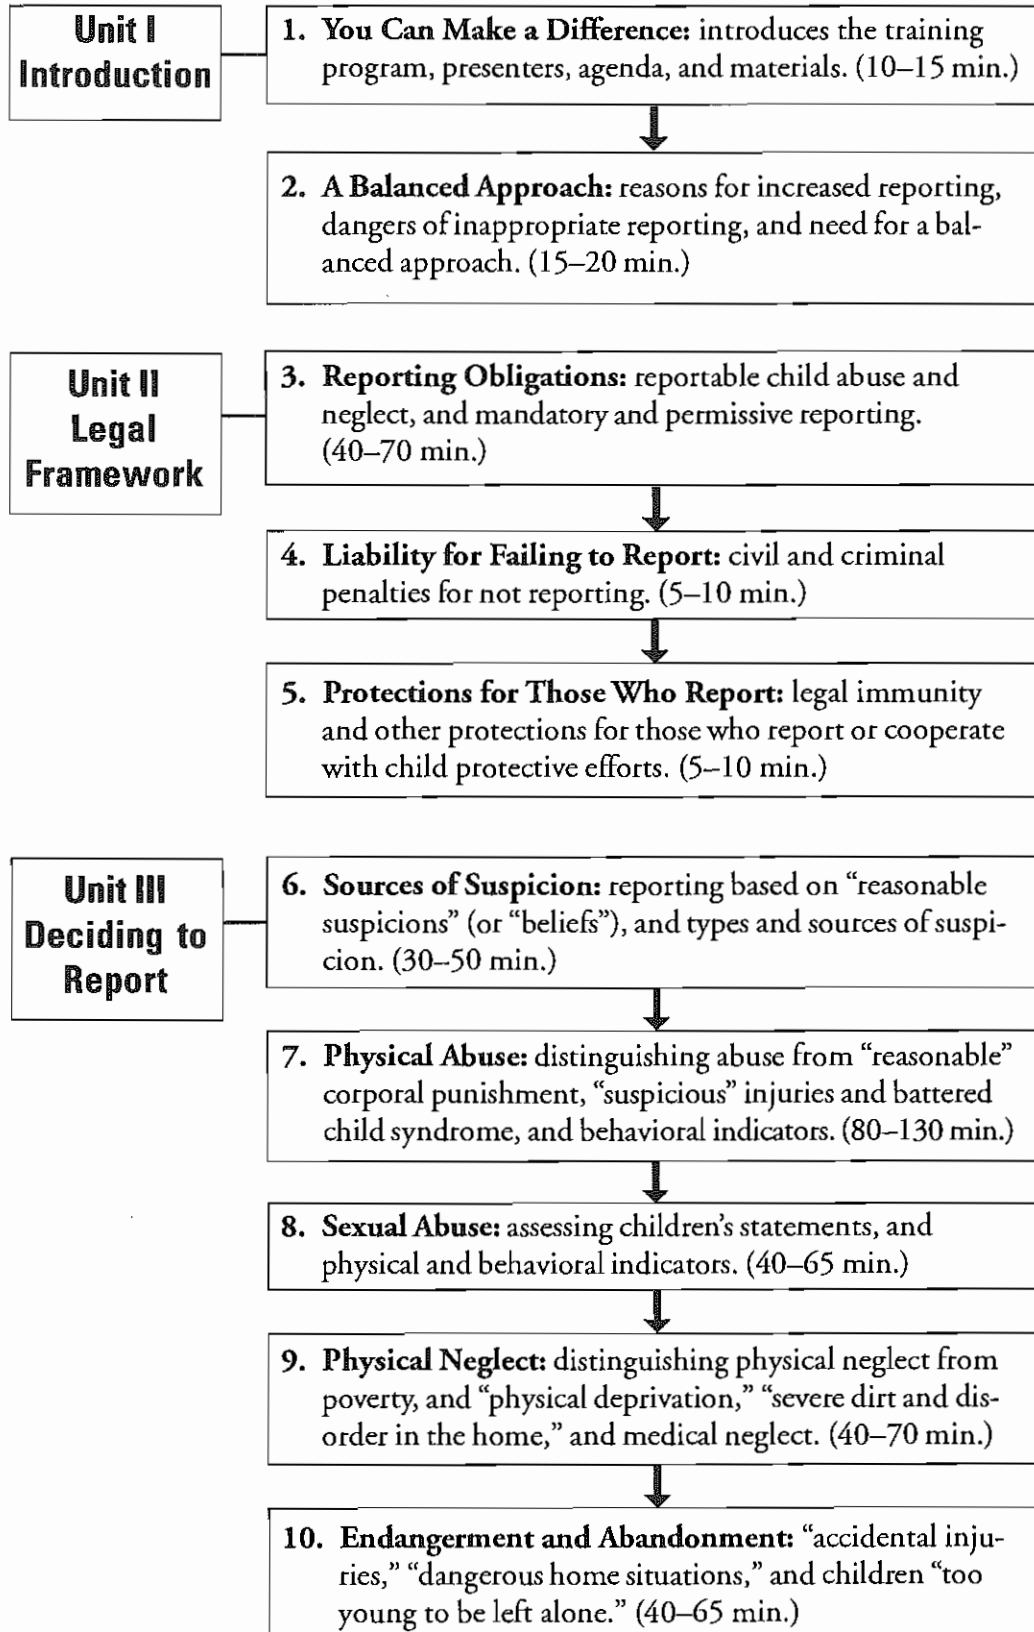 Unit I
Introduction
1. You Can Make a Difference: introduces the training
program, presenters, agenda, and materials. (10–15 min.)
2. A Balanced Approach: reasons for increased reporting,
dangers of inappropriate reporting, and need for a bal-
anced approach. (15–20 min.)
Unit II
Legal
Framework
3. Reporting Obligations: reportable child abuse and
neglect, and mandatory and permissive reporting.
(40–70 min.)
4. Liability for Failing to Report: civil and criminal
penalties for not reporting. (5–10 min.)
5. Protections for Those Who Report: legal immunity
and other protections for those who report or cooperate
with child protective efforts. (5–10 min.)
Unit III
Deciding to
Report
6. Sources of Suspicion: reporting based on “reasonable
suspicions” (or “beliefs”), and types and sources of suspi-
cion. (30–50 min.)
7. Physical Abuse: distinguishing abuse from “reasonable”
corporal punishment, “suspicious” injuries and battered
child syndrome, and behavioral indicators. (80–130 min.)
8. Sexual Abuse: assessing children’s statements, and
physical and behavioral indicators. (40–65 min.)
9. Physical Neglect: distinguishing physical neglect from
poverty, and “physical deprivation,” “severe dirt and dis-
order in the home,” and medical neglect. (40–70 min.)
10. Endangerment and Abandonment: “accidental inju-
ries,” “dangerous home situations,” and children “too
young to be left alone.” (40–65 min.)